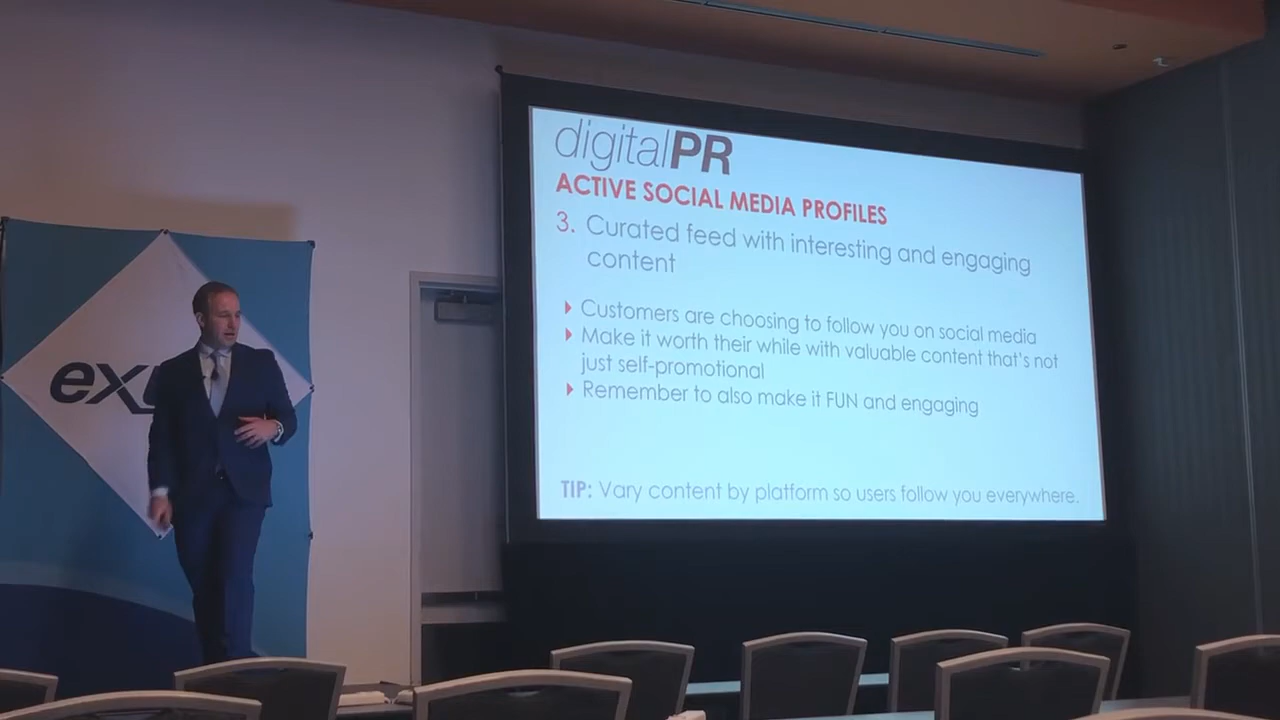 digitalPR
ACTIVE SOCIAL MEDIA PROFILES
3. Curated feed with interesting and engaging
content
Customers are choosing to follow you on social media
Make it worth their while with valuable content that's not
just self-promotional
Remember to also make it FUN and engaging
TIP: Vary content by platform so users follow you everywhere.